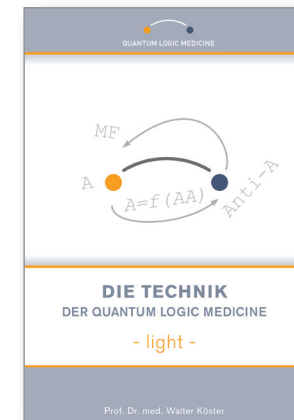 QUANTUM LOGIC MEDICINE
MF
A
A=f(AA)
Anti-A
DIE TECHNIK
DER QUANTUM LOGIC MEDICINE
- light -
Prof. Dr. med. Walter Köster